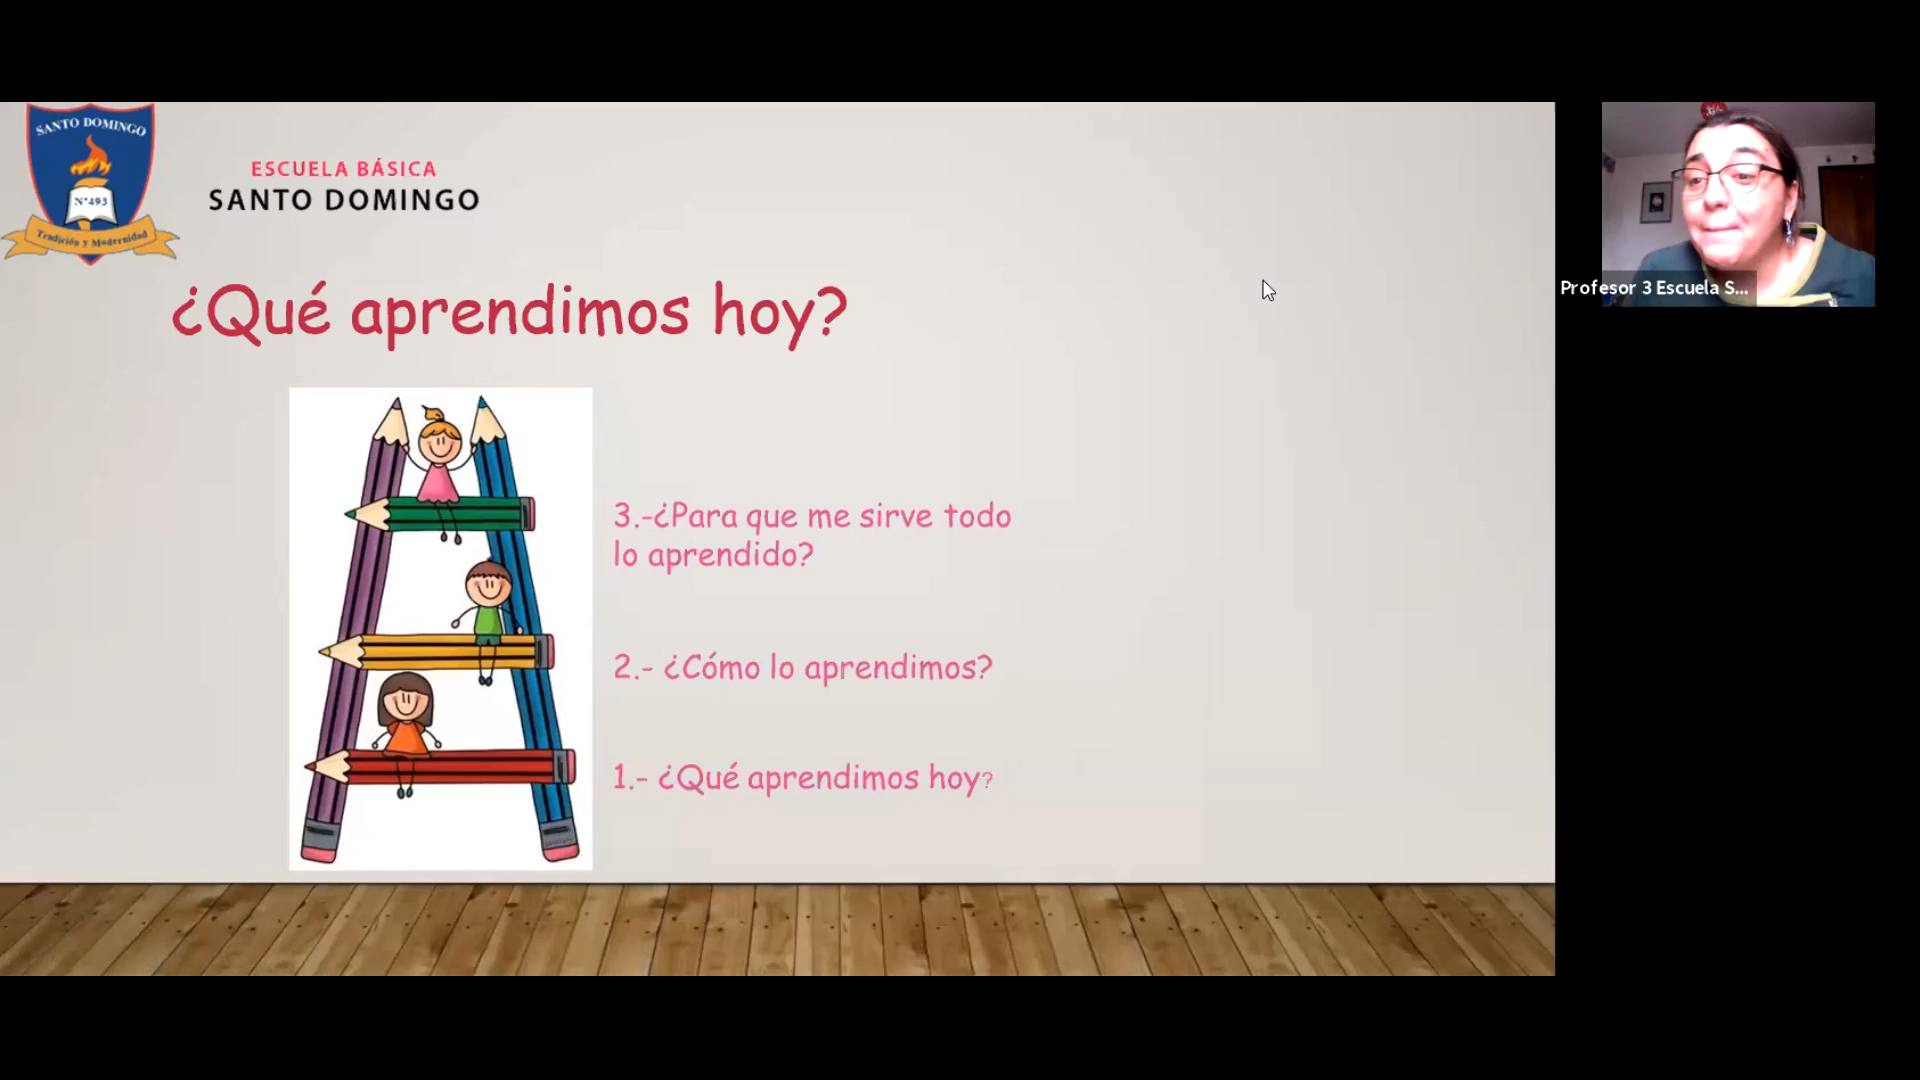 SANTO DOMINGO
N°493
Tradición y Modernidad
ESCUELA BÁSICA
SANTO DOMINGO
¿Qué aprendimos hoy?
3.-¿Para que me sirve todo
lo aprendido?
2.- ¿Cómo lo aprendimos?
1.- ¿Qué aprendimos hoy?
Profesor 3 Escuela S...